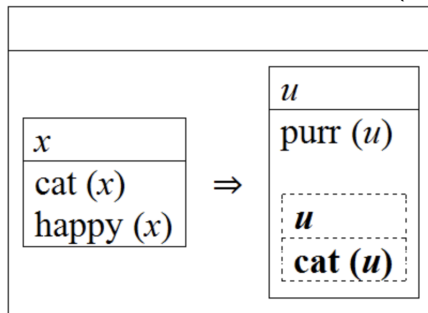 x
cat (x)
happy (x)
⇒
u
purr (u)
u
cat (u)